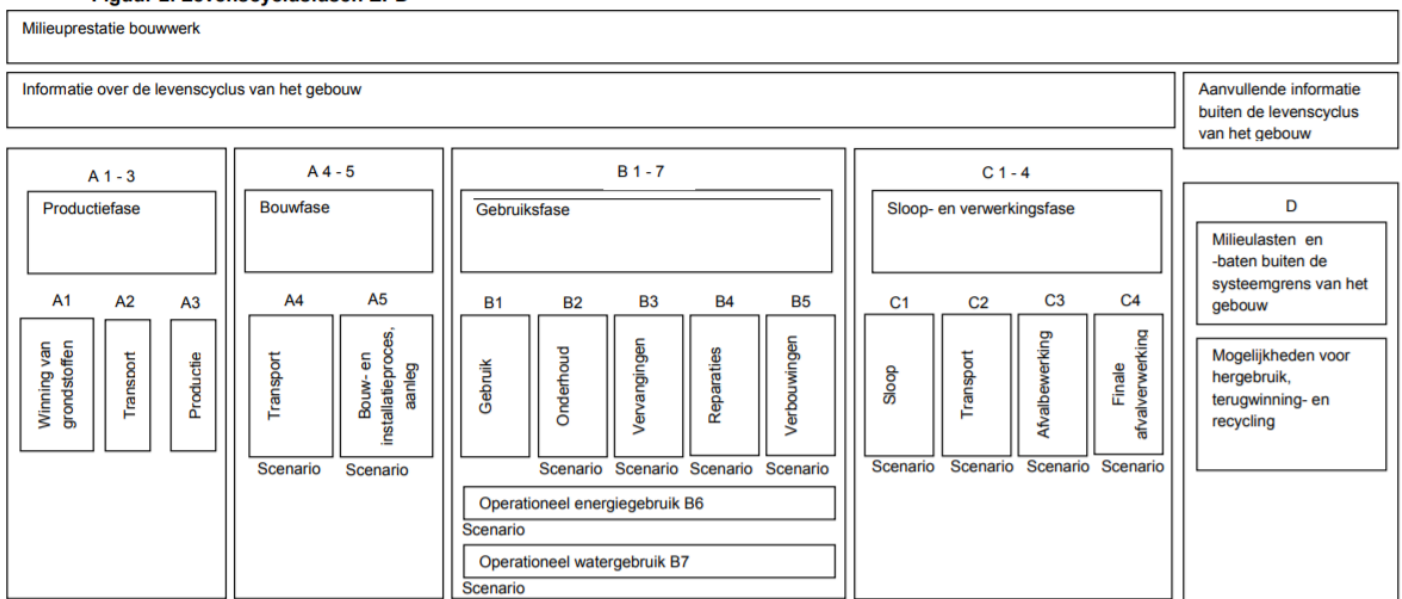 Milieuprestatie bouwwerk
Informatie over de levenscyclus van het gebouw
Aanvullende informatie
buiten de levenscyclus
van het gebouw
A 1 - 3
Productiefase
A1
A2
A3
Winning van
grondstoffen
Transport
Productie
A 4 - 5
Bouwfase
A4
A5
Transport
Bouw- en
installatieproces,
aanleg
Scenario
Scenario
B 1 - 7
Gebruiksfase
B1
B2
B3
B4
B5
Gebruik
Onderhoud
Vervangingen
Reparaties
Verbouwingen
Scenario
Scenario
Scenario
Scenario
Operationeel energiegebruik B6
Scenario
Operationeel watergebruik B7
Scenario
C 1 - 4
Sloop- en verwerkingsfase
C1
C2
C3
C4
Sloop
Transport
Afvalbewerking
Finale
afvalverwerking
Scenario
Scenario
Scenario
Scenario
D
Milieulasten en
-baten buiten de
systeemgrens van het
gebouw
Mogelijkheden voor
hergebruik,
terugwinning- en
recycling